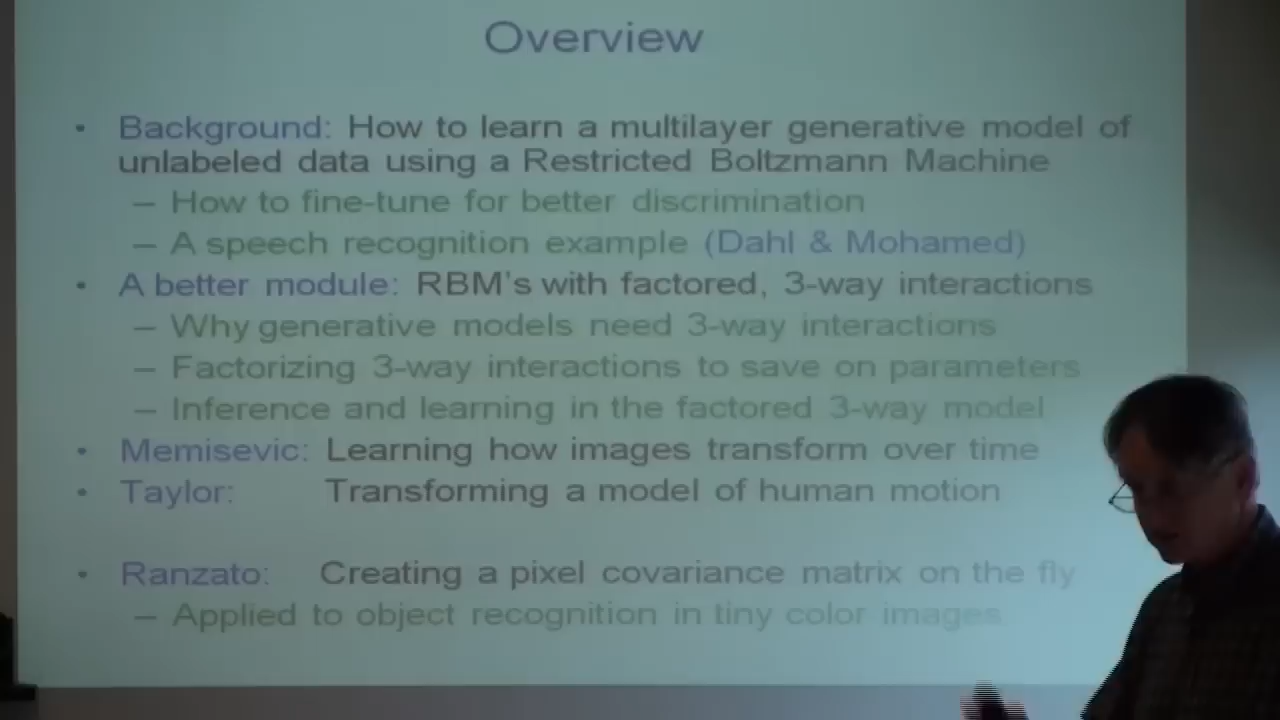 Overview
• Background: How to learn a multilayer generative model of
unlabeled data using a Restricted Boltzmann Machine
– How to fine-tune for better discrimination
– A speech recognition example (Dahl & Mohamed)
• A better module: RBM's with factored, 3-way interactions
– Why generative models need 3-way interactions
– Factorizing 3-way interactions to save on parameters
– Inference and learning in the factored 3-way model
• Memisevic: Learning how images transform over time
• Taylor: Transforming a model of human motion
• Ranzato: Creating a pixel covariance matrix on the fly
– Applied to object recognition in tiny color images